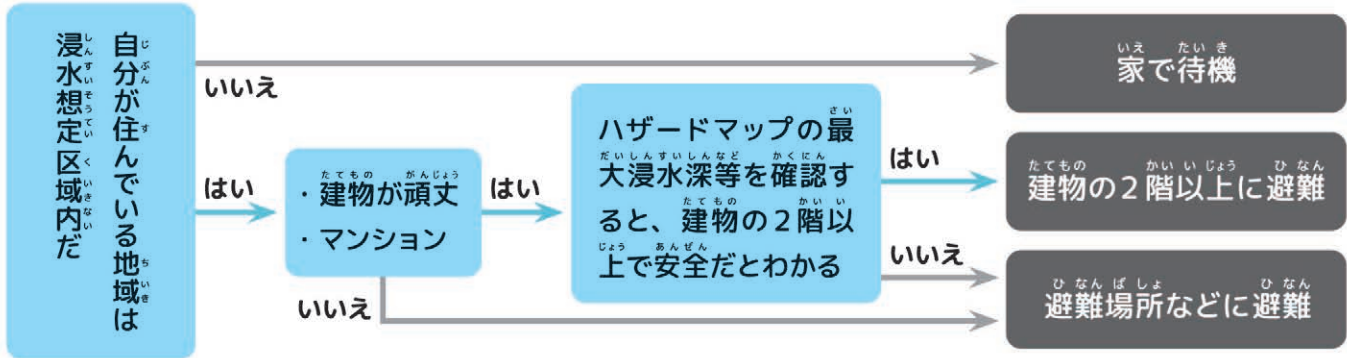 自分が住んでいる地域は
浸水想定区域内だ
いいえ
はい
・建物が頑丈
・マンション
はい
いいえ
ハザードマップの最
大浸水深等を確認す
ると、建物の2階以
上で安全だとわかる
はい
いいえ
家で待機
建物の2階以上に避難
避難場所などに避難